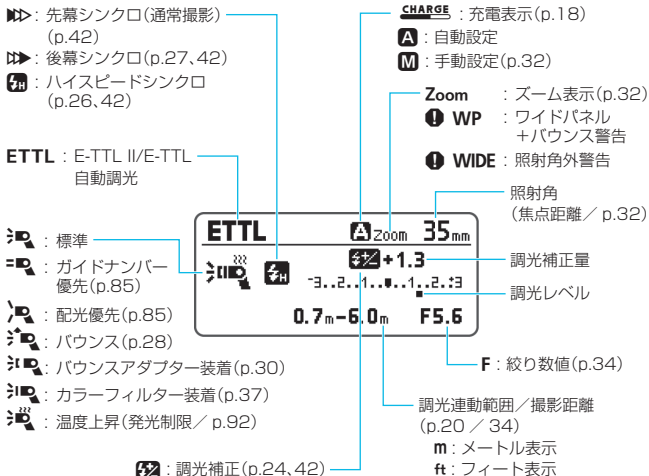 ：先幕シンクロ(通常撮影)
(p.42)
：後幕シンクロ(p.27、42)
H：ハイスピードシンクロ
(p.26、42)
CHARGE：充電表示(p.18)
A：自動設定
M：手動設定(p.32)
Zoom：ズーム表示(p.32)
! WP：ワイドパネル
＋バウンス警告
! WIDE：照射角外警告
ETTL：E-TTL II/E-TTL
自動調光
照射角
(焦点距離／ p.32)
ETTL A Zoom 35mm
H +1.3
-3..2..1..0..1..2.:+3
0.7m-6.0m F5.6
：標準
：ガイドナンバー
優先(p.85)
：配光優先(p.85)
：バウンス(p.28)
：バウンスアダプター装着(p.30)
：カラーフィルター装着(p.37)
：温度上昇(発光制限／ p.92)
調光補正量
調光レベル
F：絞り数値(p.34)
調光連動範囲／撮影距離
(p.20 ／ 34)
m：メートル表示
ft：フィート表示
：調光補正(p.24、42)